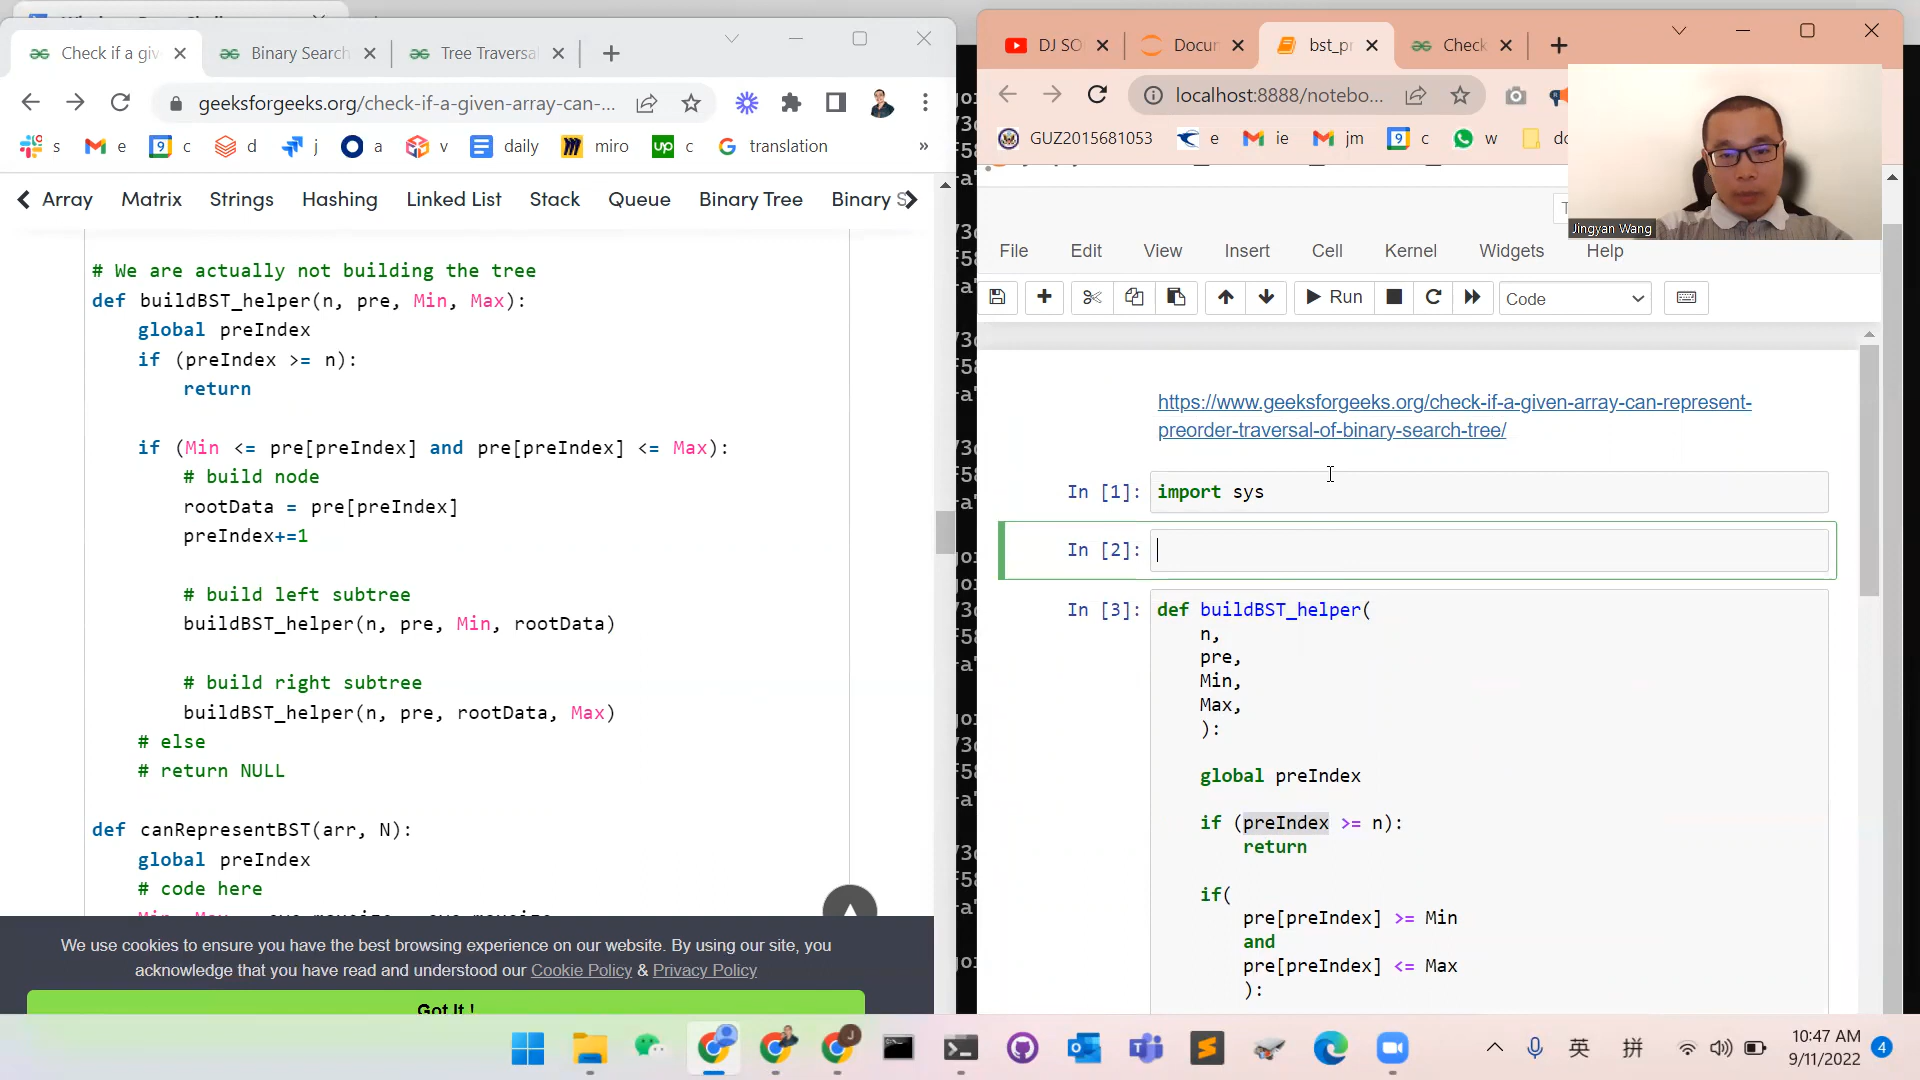 Check if a giv
Binary Search
Tree Traversa
geeksforgeeks.org/check-if-a-given-array-can-...
s
e
c
d
j
a
v
daily
miro
up
c
translation
»
Array
Matrix
Strings
Hashing
Linked List
Stack
Queue
Binary Tree
Binary S
# We are actually not building the tree
def buildBST_helper(n, pre, Min, Max):
global preIndex
if (preIndex >= n):
return
if (Min <= pre[preIndex] and pre[preIndex] <= Max):
# build node
rootData = pre[preIndex]
preIndex+=1
# build left subtree
buildBST_helper(n, pre, Min, rootData)
# build right subtree
buildBST_helper(n, pre, rootData, Max)
# else
# return NULL
def canRepresentBST(arr, N):
global preIndex
# code here
We use cookies to ensure you have the best browsing experience on our website. By using our site, you
acknowledge that you have read and understood our Cookie Policy & Privacy Policy
Got It !
DJ SO
Docur
bst_pr
Check
localhost:8888/notebo...
GUZ2015681053
e
ie
jm
9
c
w
do
Jingyan Wang
File
Edit
View
Insert
Cell
Kernel
Widgets
Help
Run
Code
https://www.geeksforgeeks.org/check-if-a-given-array-can-represent-
preorder-traversal-of-binary-search-tree/
In [1]:
import sys
In [2]:
In [3]:
def buildBST_helper(
n,
pre,
Min,
Max,
):
global preIndex
if (preIndex >= n):
return
if(
pre[preIndex] >= Min
and
pre[preIndex] <= Max
):
英
拼
10:47 AM
9/11/2022
4